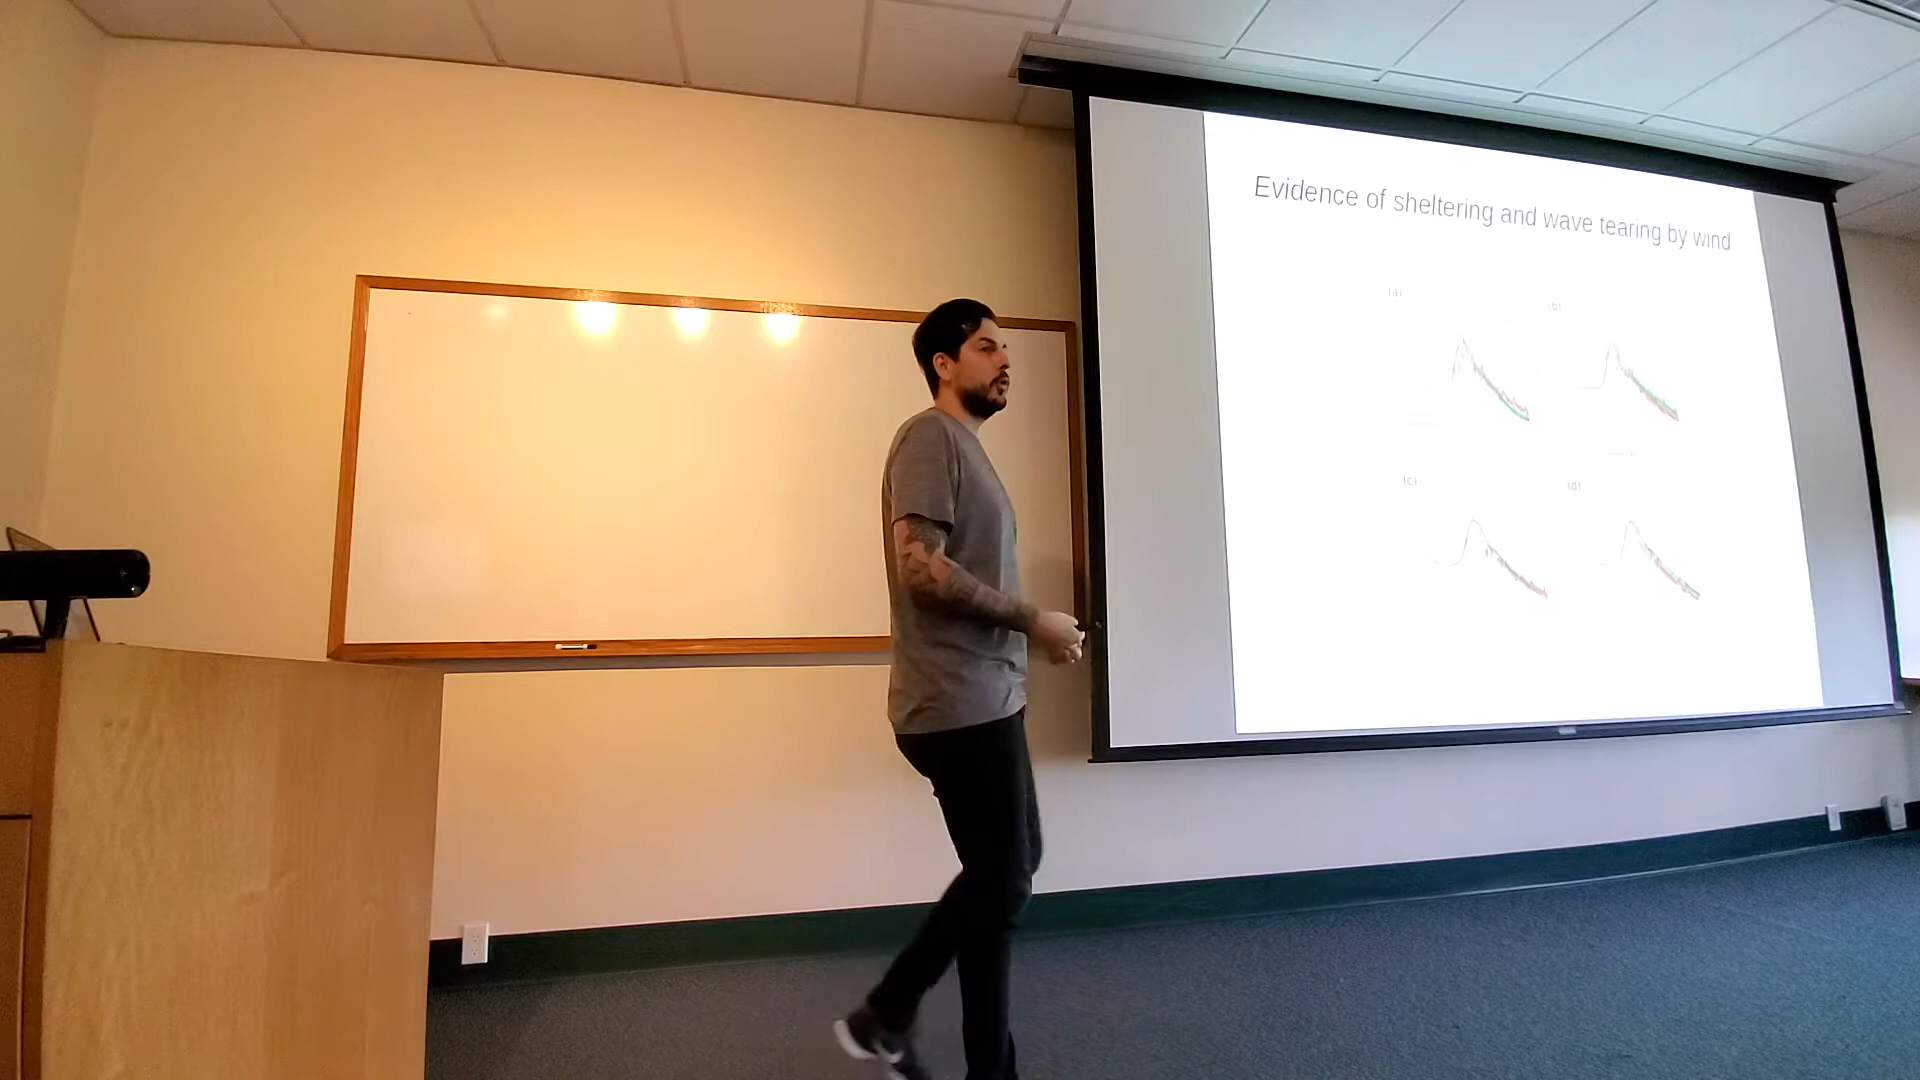 Evidence of sheltering and wave tearing by wind
(a)
(b)
(c)
(d)